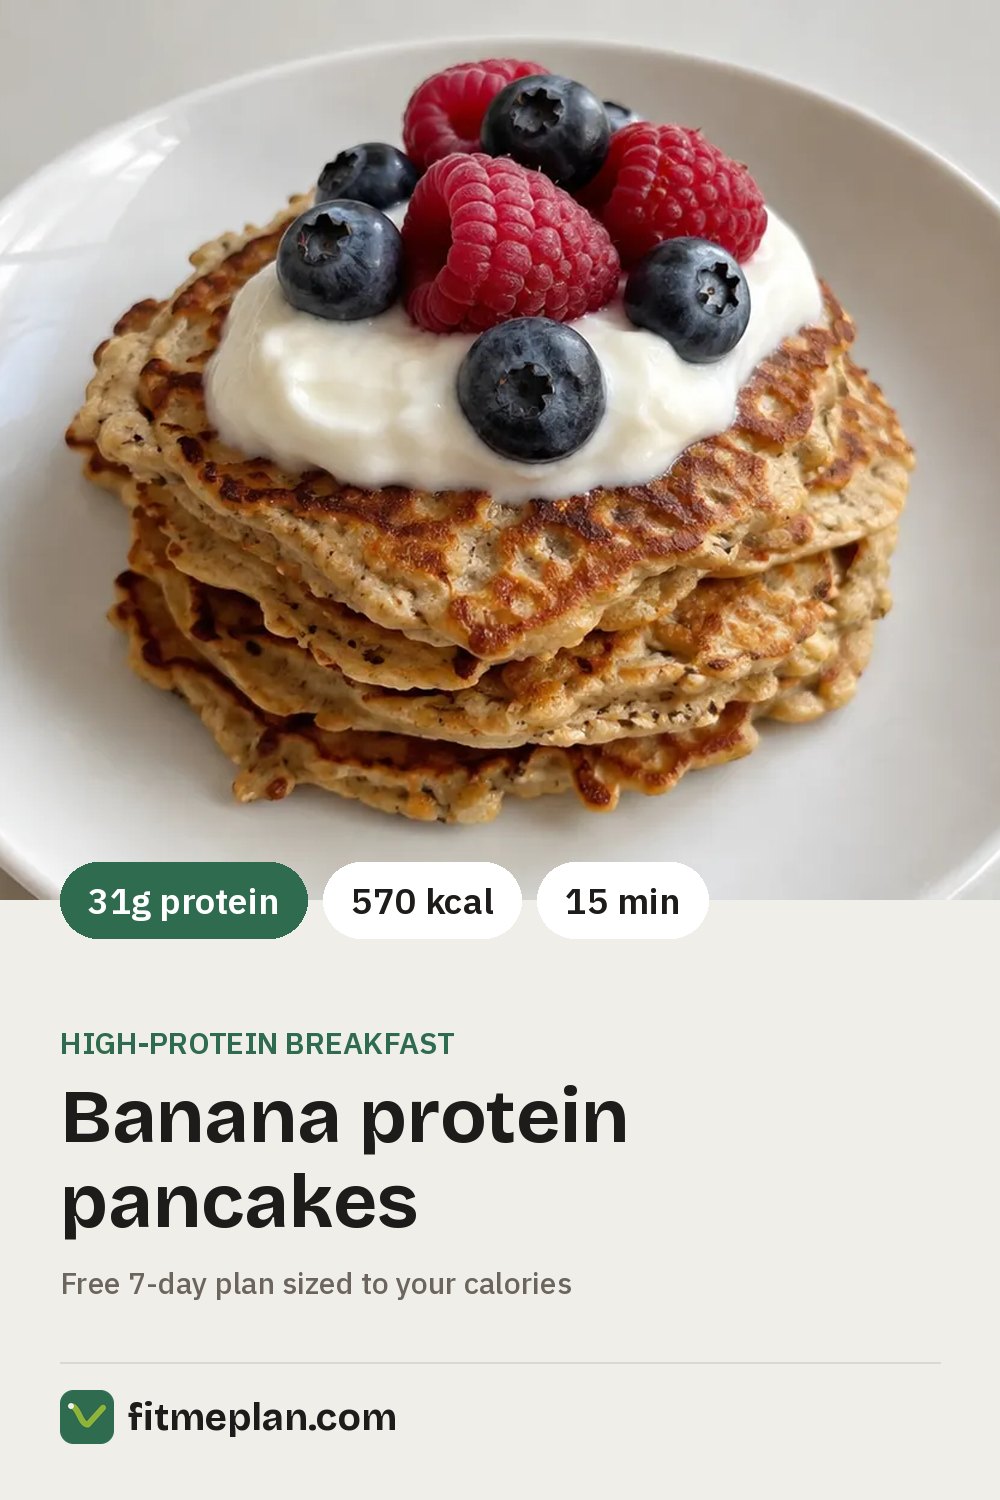 31g protein
570 kcal
15 min
HIGH-PROTEIN BREAKFAST
Banana protein
pancakes
Free 7-day plan sized to your calories
fitmeplan.com